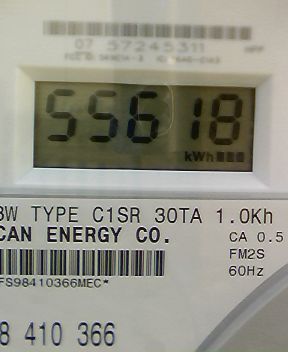 07 57245311
55618
kWh
3W TYPE C1SR 30TA 1.0Kh
CAN ENERGY CO.
CA 0.5
FM2S
60Hz
FS98410366MEC*
8 410 366